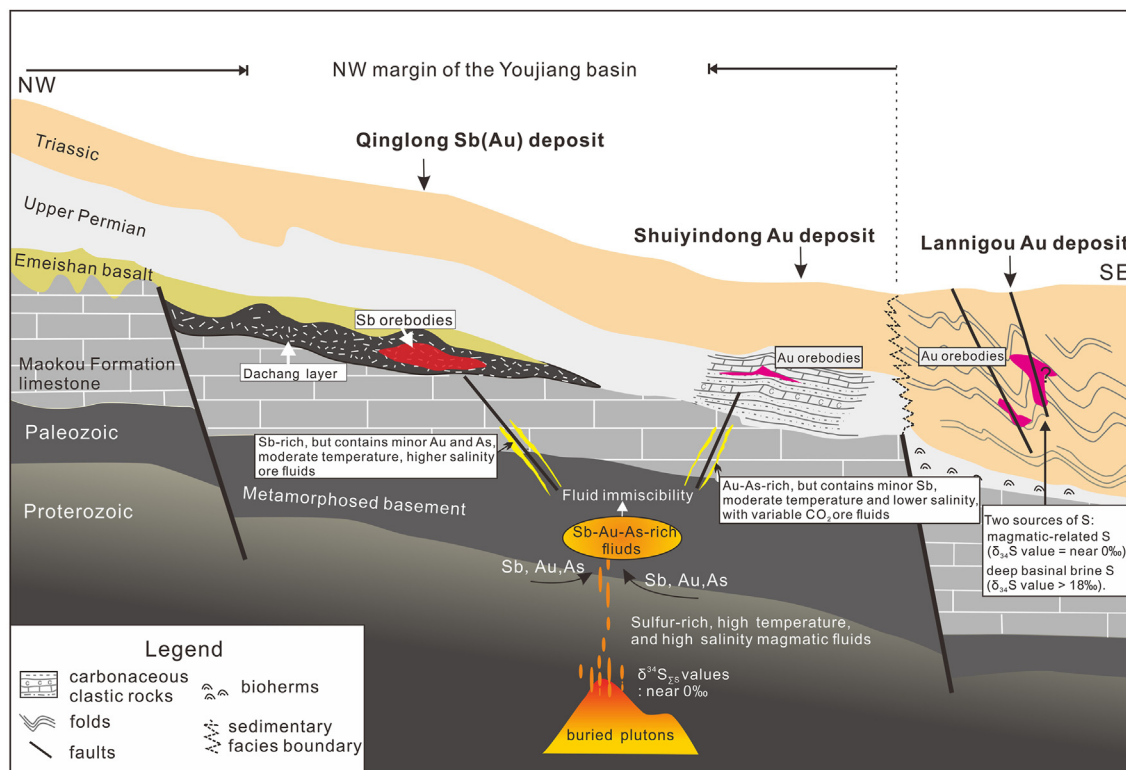 NW margin of the Youjiang basin
NW
Qinglong Sb(Au) deposit
Triassic
Upper Permian
Shuiyindong Au deposit
Lannigou Au deposit
SE
Emeishan basalt
Sb orebodies
Au orebodies
Au orebodies
?
Dachang layer
Maokou Formation
limestone
Paleozoic
Sb-rich, but contains minor Au and As,
moderate temperature, higher salinity
ore fluids
Au-As-rich, but contains minor Sb,
moderate temperature and lower salinity,
with variable CO₂ ore fluids
Metamorphosed basement
Fluid immiscibility
Proterozoic
Sb-Au-As-rich
fliuds
Sb, Au,As
Sb, Au,As
Two sources of S:
magmatic-related S
(δ₃₄S value = near 0‰)
deep basinal brine S
(δ₃₄S value > 18‰).
Sulfur-rich, high temperature,
and high salinity magmatic fluids
δ³⁴S_ΣS values
: near 0‰
buried plutons
Legend
carbonaceous
clastic rocks
bioherms
folds
sedimentary
facies boundary
faults